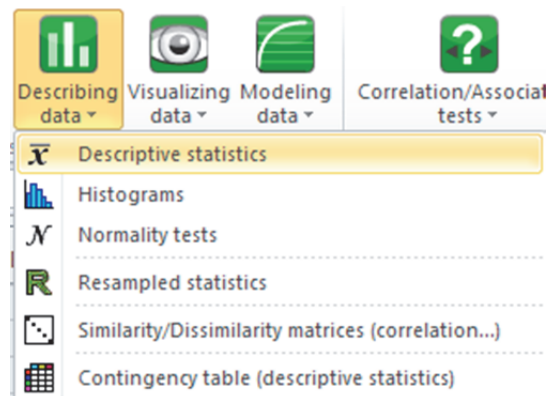 Describing Visualizing Modeling Correlation/Associat
data data data tests
x Descriptive statistics
Histograms
N Normality tests
R Resampled statistics
Similarity/Dissimilarity matrices (correlation...)
Contingency table (descriptive statistics)